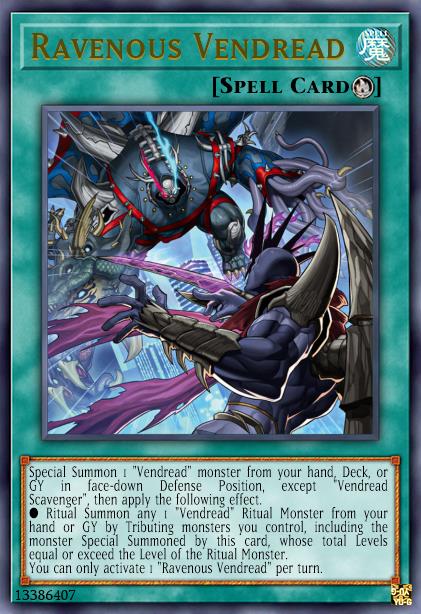 Ravenous Vendread
SPELL
魔
[Spell Card]
Special Summon 1 "Vendread" monster from your hand, Deck, or
GY in face-down Defense Position, except "Vendread
Scavenger", then apply the following effect.
● Ritual Summon any 1 "Vendread" Ritual Monster from your
hand or GY by Tributing monsters you control, including the
monster Special Summoned by this card, whose total Levels
equal or exceed the Level of the Ritual Monster.
You can only activate 1 "Ravenous Vendread" per turn.
13386407